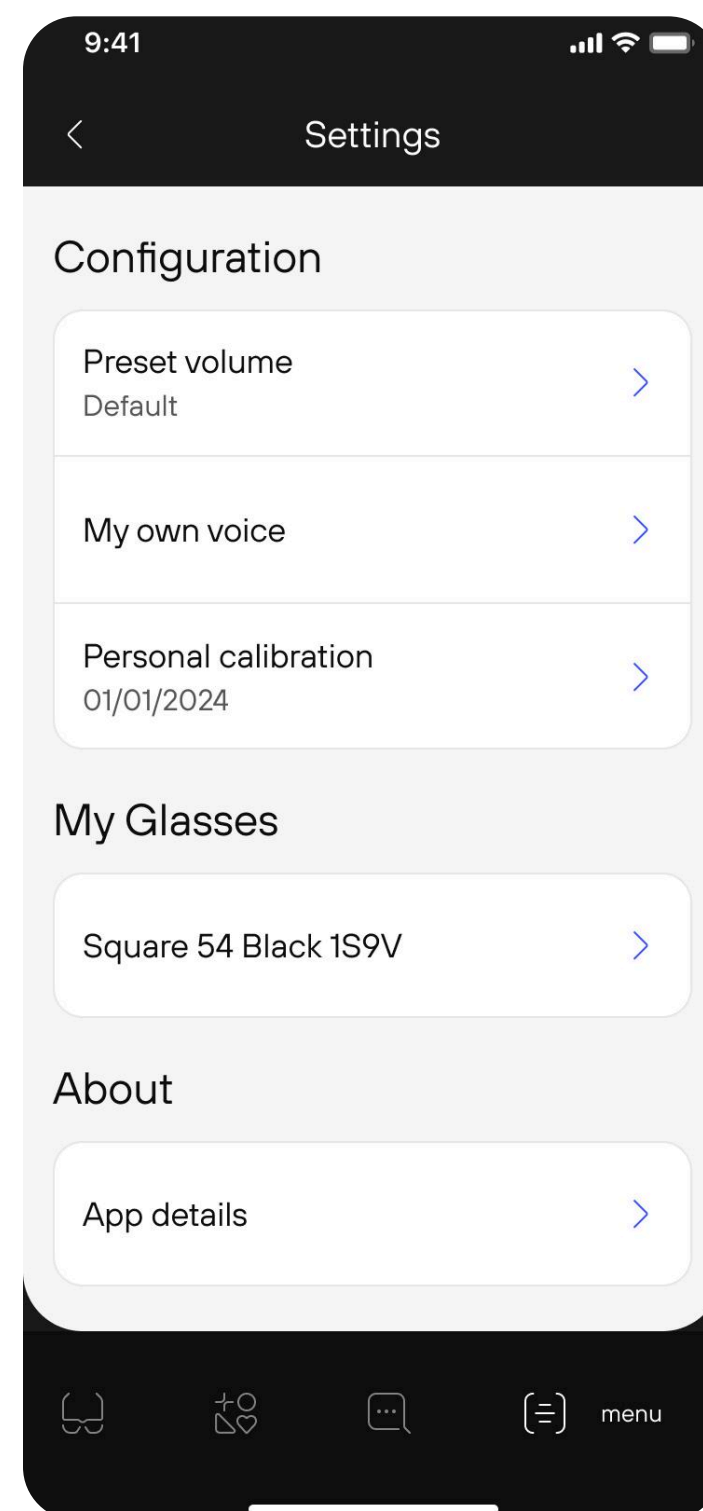 9:41
Settings
Configuration
Preset volume
Default
My own voice
Personal calibration
01/01/2024
My Glasses
Square 54 Black 1S9V
About
App details
menu